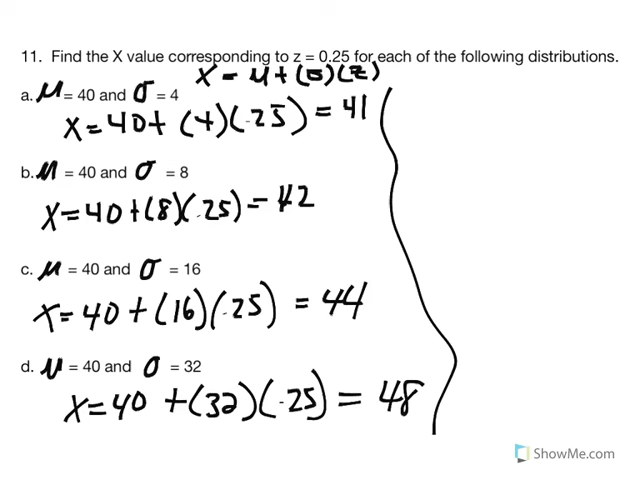 11. Find the X value corresponding to z = 0.25 for each of the following distributions.
X = μ + (σ)(z)
a. μ = 40 and σ = 4
X = 40 + (4)(.25) = 41
b. μ = 40 and σ = 8
X = 40 + (8)(.25) = 42
c. μ = 40 and σ = 16
X = 40 + (16)(.25) = 44
d. μ = 40 and σ = 32
X = 40 + (32)(.25) = 48
ShowMe.com